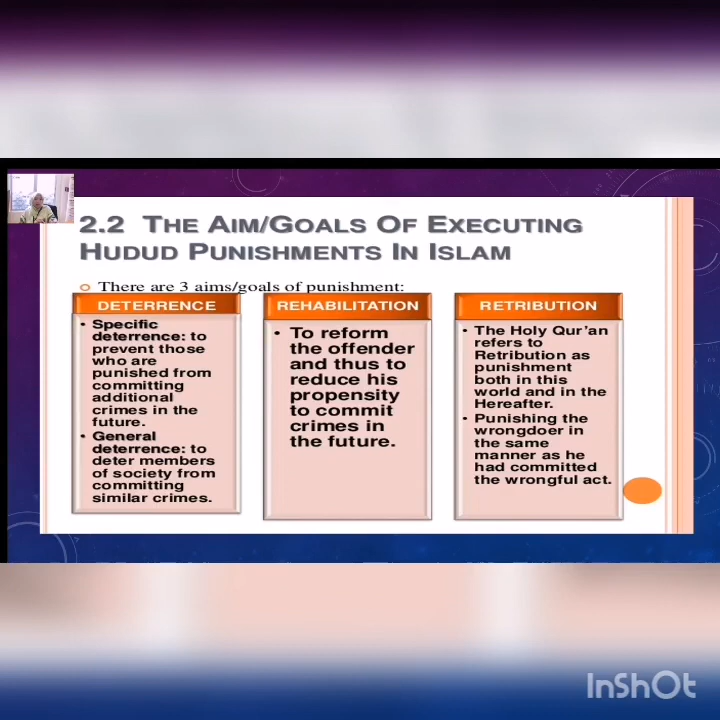 2.2 THE AIM/GOALS OF EXECUTING
HUDUD PUNISHMENTS IN ISLAM
There are 3 aims/goals of punishment:
DETERRENCE
• Specific
deterrence: to
prevent those
who are
punished from
committing
additional
crimes in the
future.
• General
deterrence: to
deter members
of society from
committing
similar crimes.
REHABILITATION
• To reform
the offender
and thus to
reduce his
propensity
to commit
crimes in
the future.
RETRIBUTION
• The Holy Qur'an
refers to
Retribution as
punishment
both in this
world and in the
Hereafter.
• Punishing the
wrongdoer in
the same
manner as he
had committed
the wrongful act.
InShOt